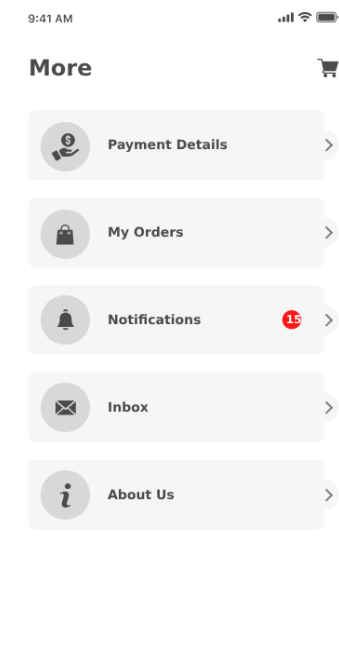 9:41 AM
More
Payment Details
My Orders
Notifications
15
Inbox
About Us